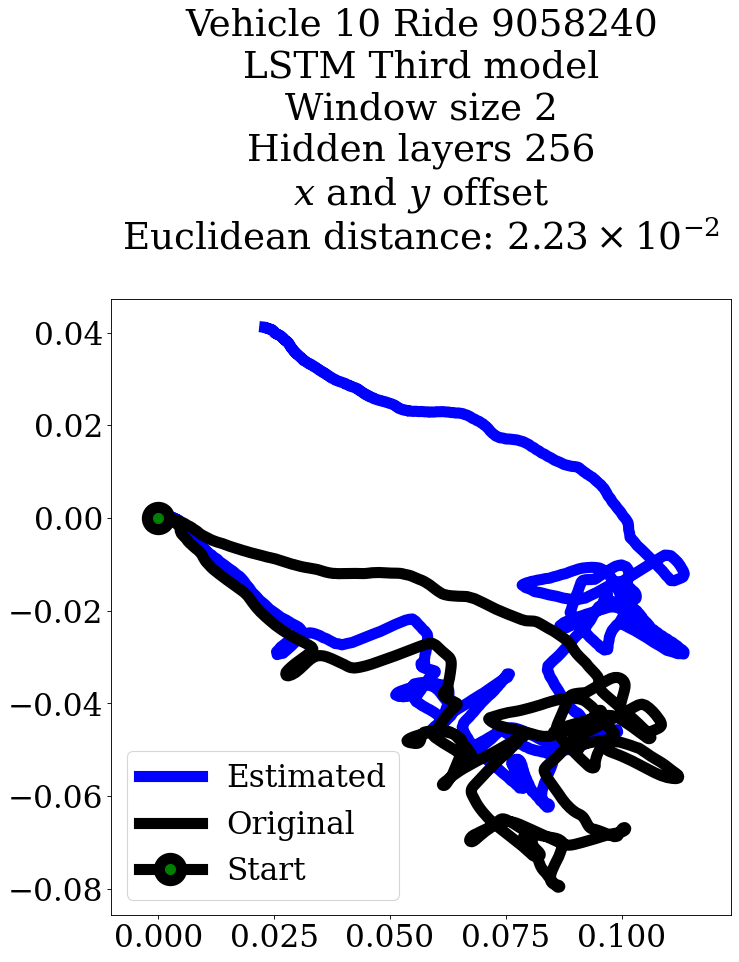 Vehicle 10 Ride 9058240
LSTM Third model
Window size 2
Hidden layers 256
x and y offset
Euclidean distance: 2.23 × 10⁻²
0.04
0.02
0.00
−0.02
−0.04
−0.06
−0.08
Estimated
Original
Start
0.000 0.025 0.050 0.075 0.100